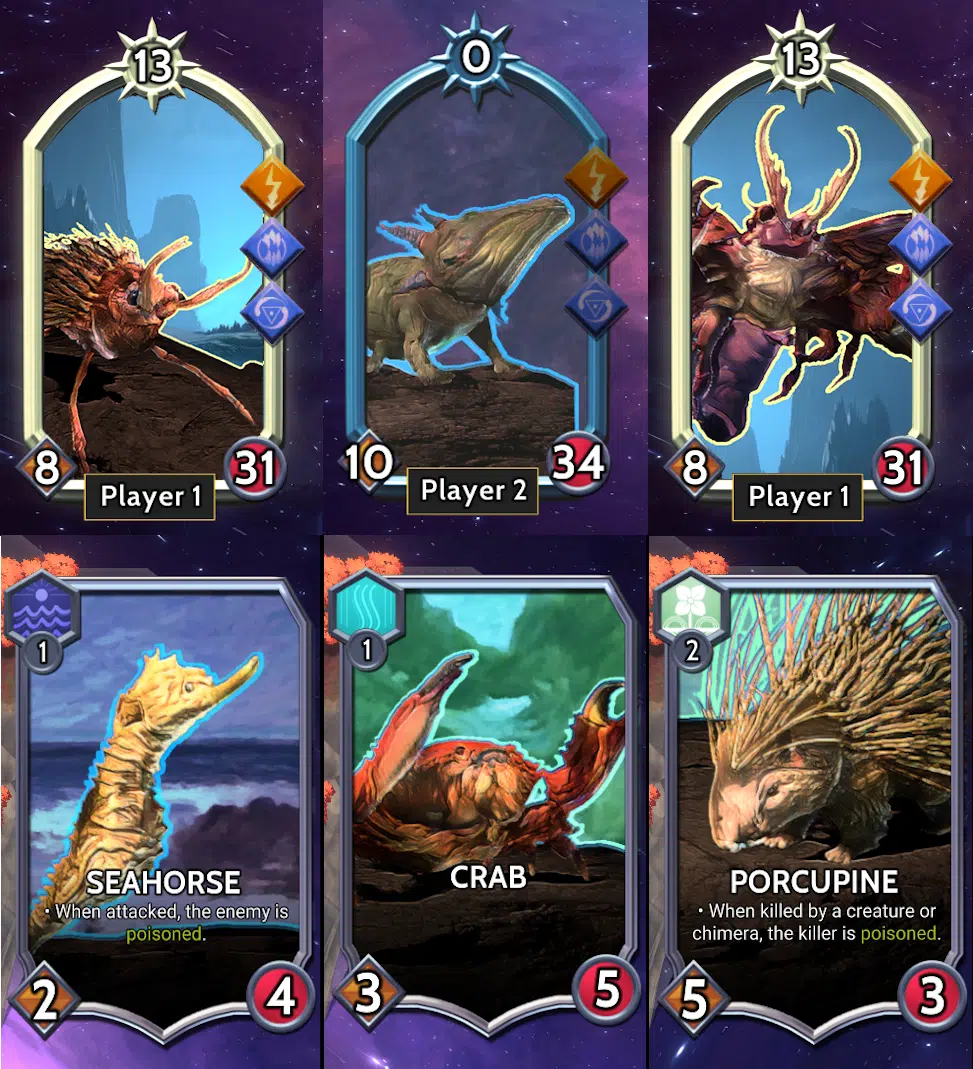 13
0
13
8
31
Player 1
10
34
Player 2
8
31
Player 1
1
SEAHORSE
• When attacked, the enemy is
poisoned.
2
4
1
CRAB
3
5
2
PORCUPINE
• When killed by a creature or
chimera, the killer is poisoned.
5
3